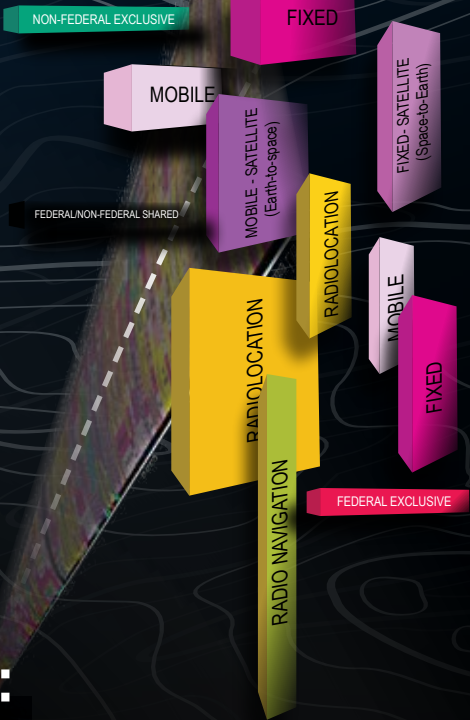 NON-FEDERAL EXCLUSIVE
FIXED
MOBILE
MOBILE - SATELLITE
(Earth-to-space)
FIXED- SATELLITE
(Space-to-Earth)
FEDERAL/NON-FEDERAL SHARED
RADIOLOCATION
MOBILE
RADIOLOCATION
FIXED
RADIO NAVIGATION
FEDERAL EXCLUSIVE